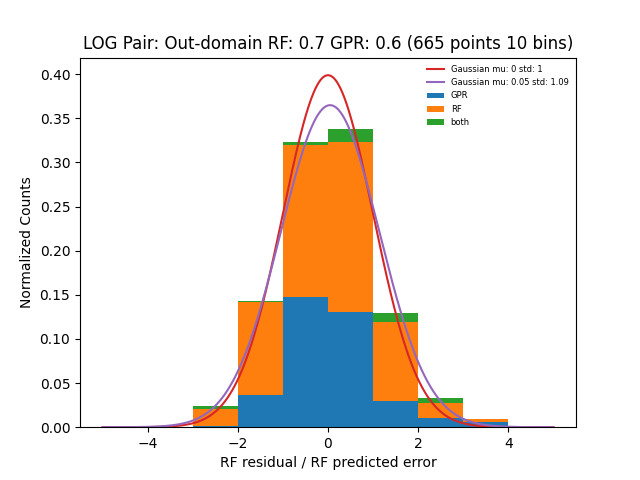 LOG Pair: Out-domain RF: 0.7 GPR: 0.6 (665 points 10 bins)
Gaussian mu: 0 std: 1
Gaussian mu: 0.05 std: 1.09
GPR
RF
both
Normalized Counts
0.40
0.35
0.30
0.25
0.20
0.15
0.10
0.05
0.00
−4
−2
0
2
4
RF residual / RF predicted error